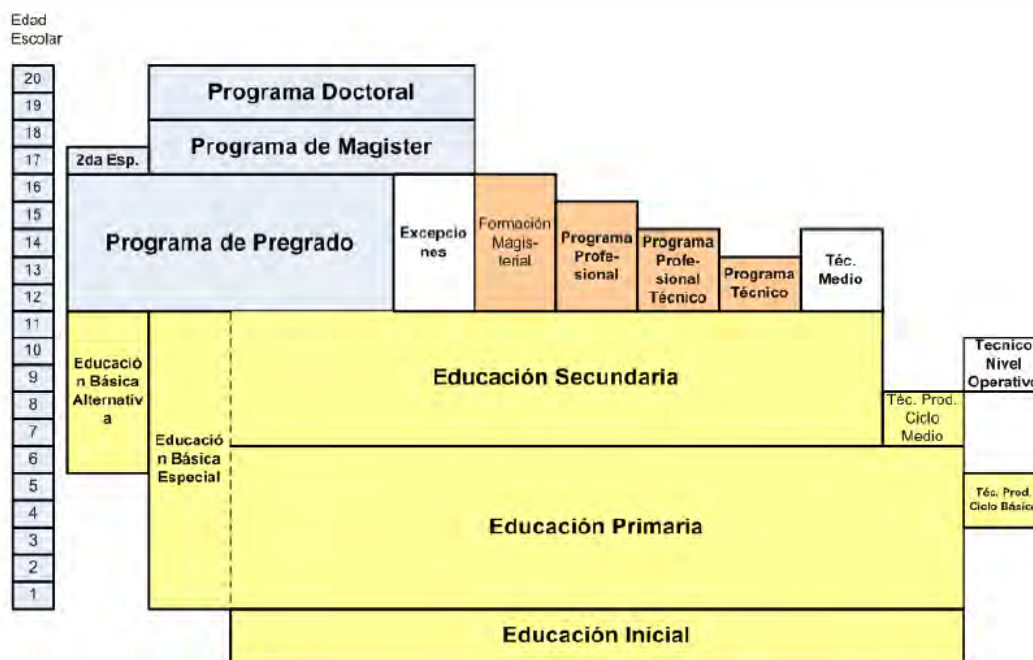 Edad
Escolar
20
19
18
17
16
15
14
13
12
11
10
9
8
7
6
5
4
3
2
1
Programa Doctoral
Programa de Magister
2da Esp.
Programa de Pregrado
Excepcio
nes
Formación
Magis-
terial
Programa
Profe-
sional
Programa
Profe-
sional
Técnico
Programa
Técnico
Téc.
Medio
Educació
n Básica
Alternativ
a
Educació
n Básica
Especial
Educación Secundaria
Tecnico
Nivel
Operativo
Téc. Prod.
Ciclo
Medio
Educación Primaria
Téc. Prod.
Ciclo Básico
Educación Inicial